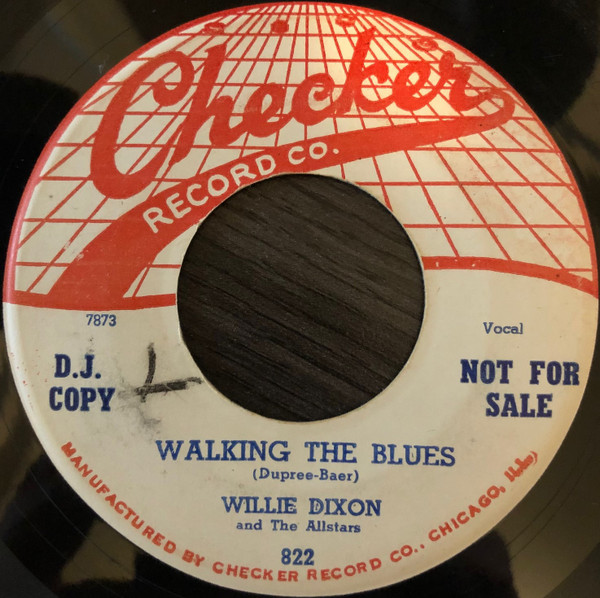 Checker
RECORD CO.
7873
Vocal
D.J.
COPY
NOT FOR
SALE
WALKING THE BLUES
(Dupree-Baer)
WILLIE DIXON
and The Allstars
822
MANUFACTURED BY CHECKER RECORD CO., CHICAGO, ILL.